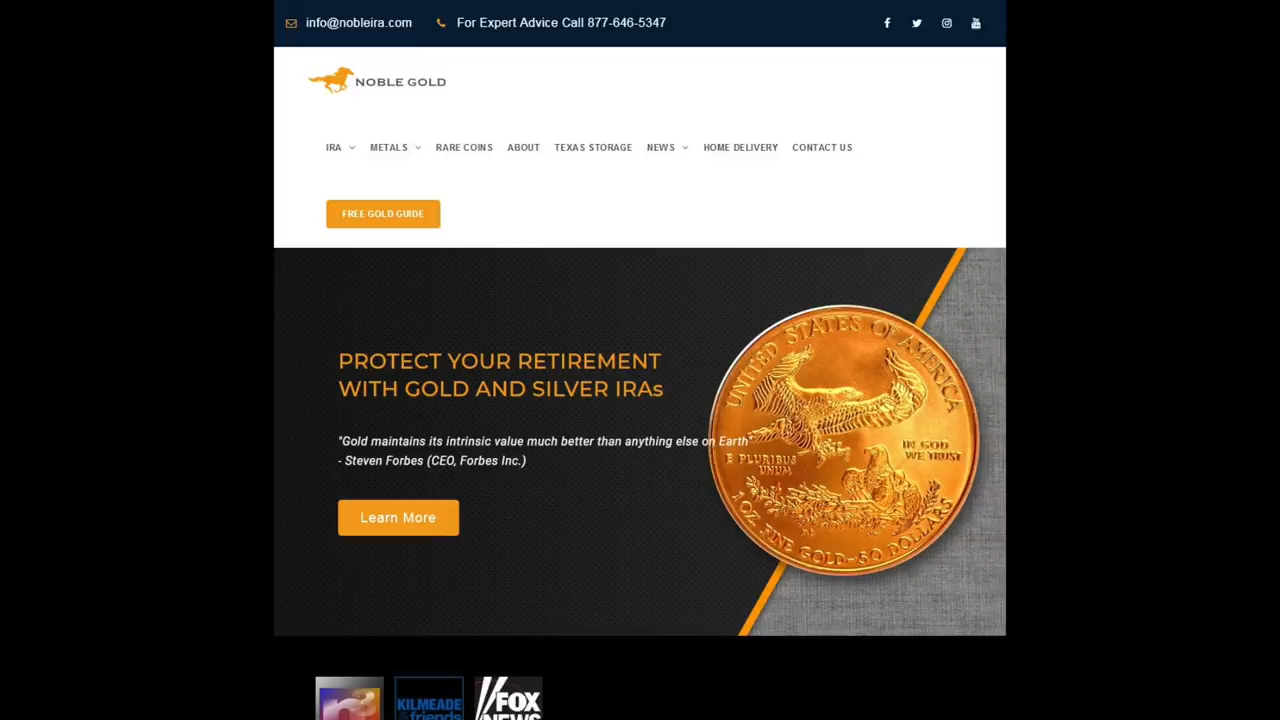 info@nobleira.com
For Expert Advice Call 877-646-5347
NOBLE GOLD
IRA
METALS
RARE COINS
ABOUT
TEXAS STORAGE
NEWS
HOME DELIVERY
CONTACT US
FREE GOLD GUIDE
PROTECT YOUR RETIREMENT
WITH GOLD AND SILVER IRAs
"Gold maintains its intrinsic value much better than anything else on Earth"
- Steven Forbes (CEO, Forbes Inc.)
Learn More
UNITED STATES OF AMERICA
E PLURIBUS
UNUM
IN GOD
WE TRUST
1 OZ. FINE GOLD-50 DOLLARS
KILMEADE
&friends
FOX
NEWS